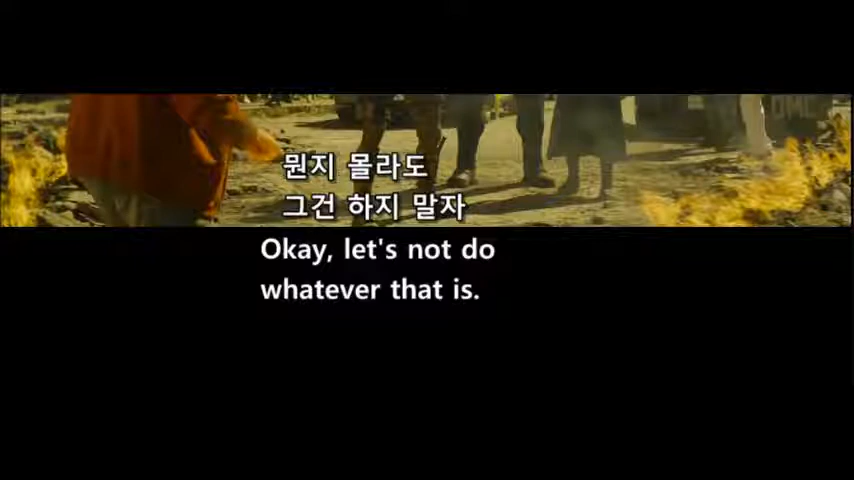 뭔지 몰라도
그건 하지 말자
Okay, let's not do
whatever that is.